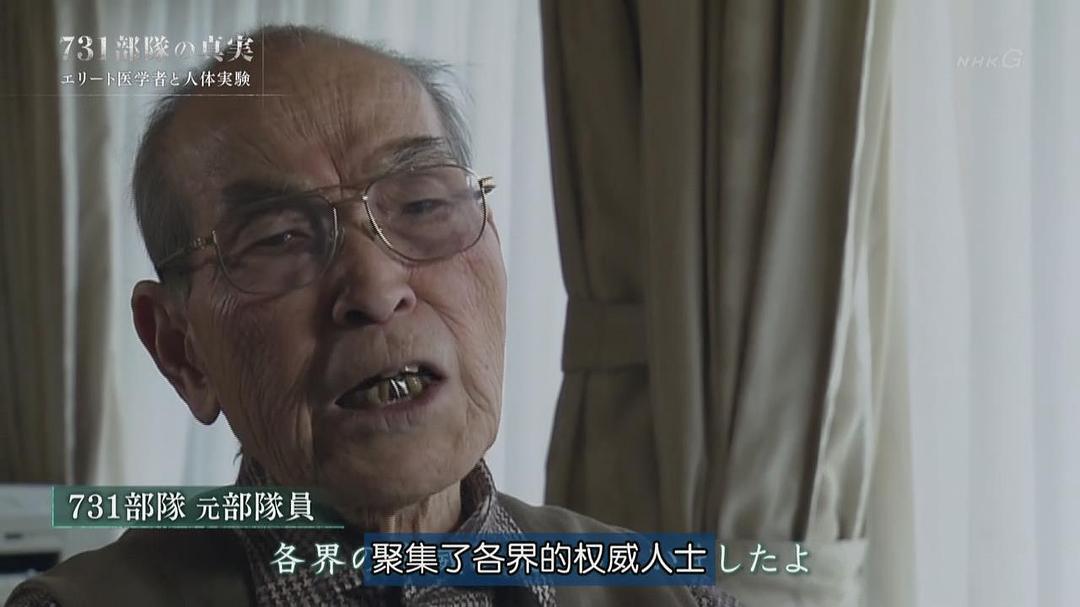 731部隊の真実
エリート医学者と人体実験
NHK G
731部隊 元部隊員
各界の
聚集了各界的权威人士
したよ